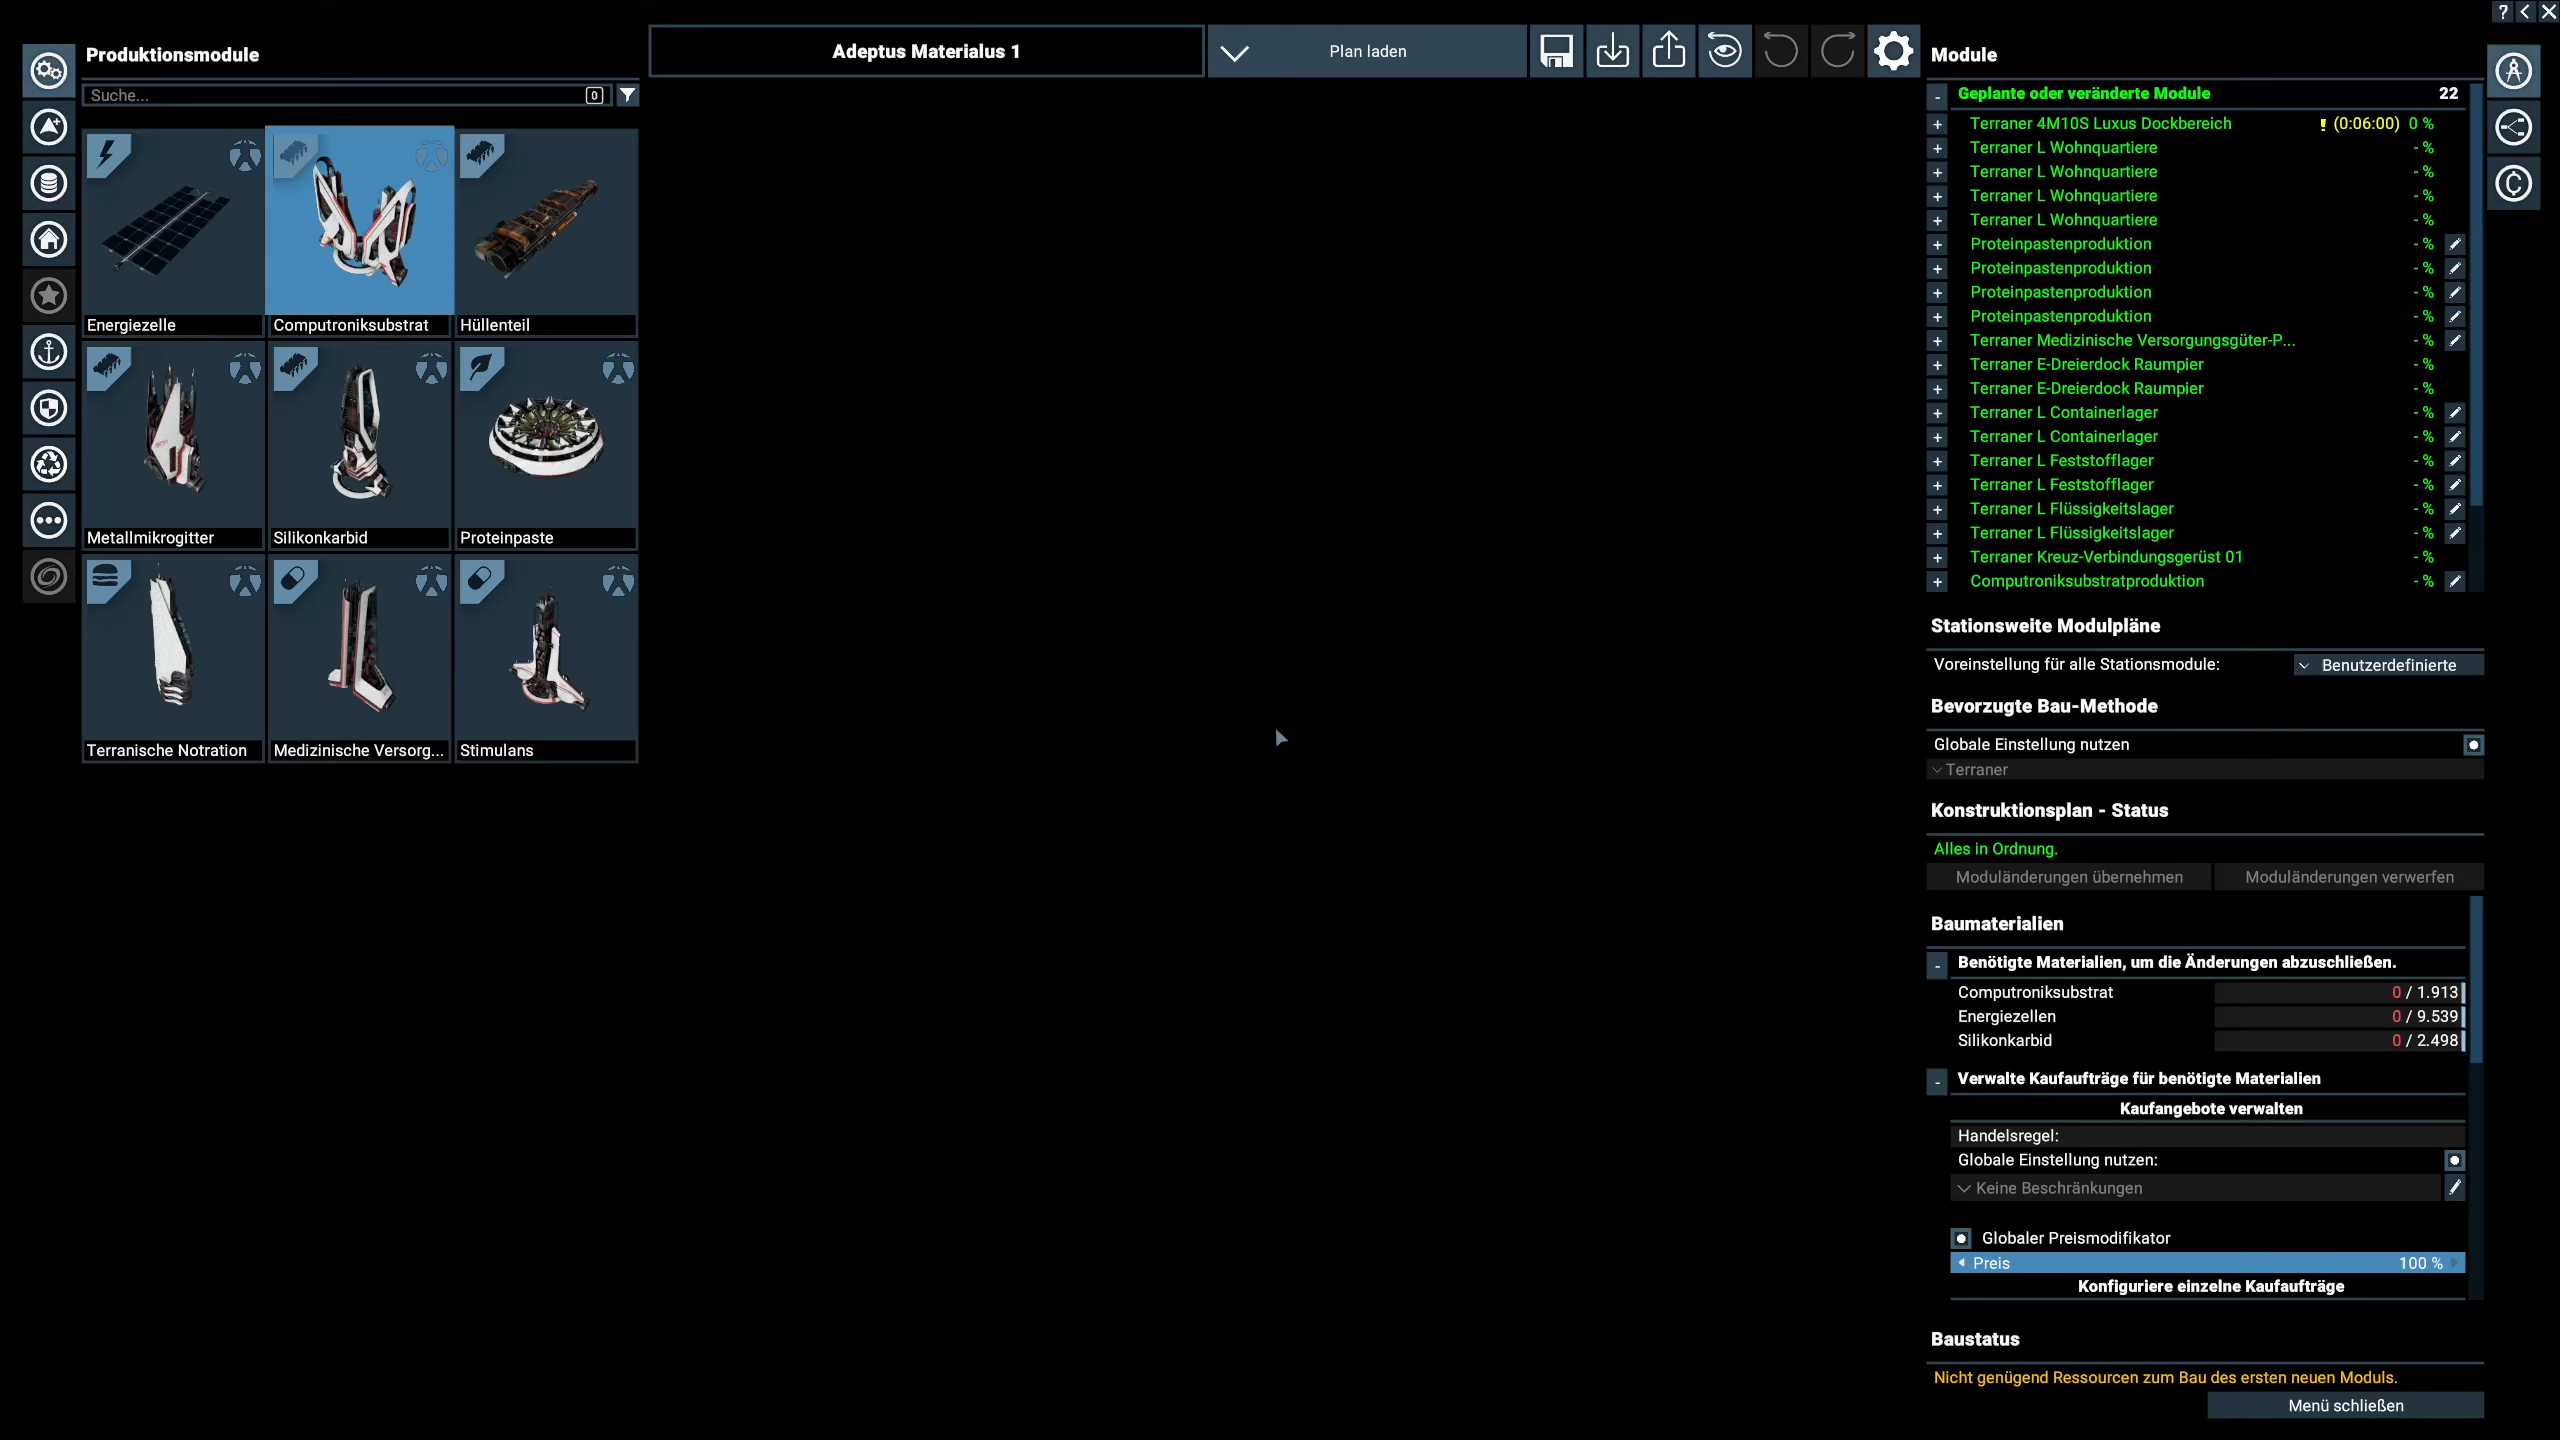 Produktionsmodule
Suche...
0
Energiezelle
Computroniksubstrat
Hüllenteil
Metallmikrogitter
Silikonkarbid
Proteinpaste
Terranische Notration
Medizinische Versorg...
Stimulans
Adeptus Materialus 1
Plan laden
?
Module
- Geplante oder veränderte Module 22
+ Terraner 4M10S Luxus Dockbereich ! (0:06:00) 0 %
+ Terraner L Wohnquartiere - %
+ Terraner L Wohnquartiere - %
+ Terraner L Wohnquartiere - %
+ Terraner L Wohnquartiere - %
+ Proteinpastenproduktion - %
+ Proteinpastenproduktion - %
+ Proteinpastenproduktion - %
+ Proteinpastenproduktion - %
+ Terraner Medizinische Versorgungsgüter-P... - %
+ Terraner E-Dreierdock Raumpier - %
+ Terraner E-Dreierdock Raumpier - %
+ Terraner L Containerlager - %
+ Terraner L Containerlager - %
+ Terraner L Feststofflager - %
+ Terraner L Feststofflager - %
+ Terraner L Flüssigkeitslager - %
+ Terraner L Flüssigkeitslager - %
+ Terraner Kreuz-Verbindungsgerüst 01 - %
+ Computroniksubstratproduktion - %
Stationsweite Modulpläne
Voreinstellung für alle Stationsmodule: Benutzerdefinierte
Bevorzugte Bau-Methode
Globale Einstellung nutzen
Terraner
Konstruktionsplan - Status
Alles in Ordnung.
Moduländerungen übernehmen Moduländerungen verwerfen
Baumaterialien
- Benötigte Materialien, um die Änderungen abzuschließen.
Computroniksubstrat 0 / 1.913
Energiezellen 0 / 9.539
Silikonkarbid 0 / 2.498
- Verwalte Kaufaufträge für benötigte Materialien
Kaufangebote verwalten
Handelsregel:
Globale Einstellung nutzen:
Keine Beschränkungen
Globaler Preismodifikator
Preis 100 %
Konfiguriere einzelne Kaufaufträge
Baustatus
Nicht genügend Ressourcen zum Bau des ersten neuen Moduls.
Menü schließen